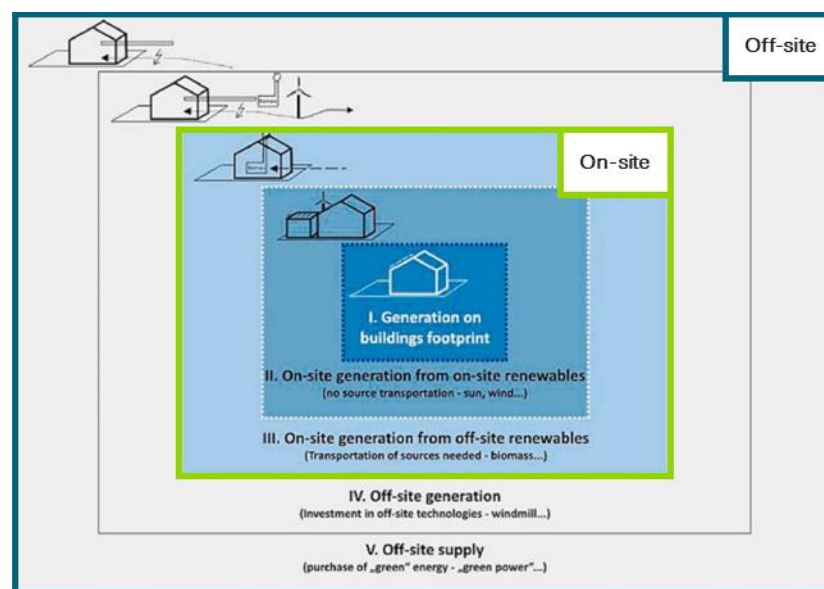 Off-site
On-site
I. Generation on
buildings footprint
II. On-site generation from on-site renewables
(no source transportation - sun, wind...)
III. On-site generation from off-site renewables
(Transportation of sources needed - biomass...)
IV. Off-site generation
(Investment in off-site technologies - windmill...)
V. Off-site supply
(purchase of „green“ energy - „green power“...)